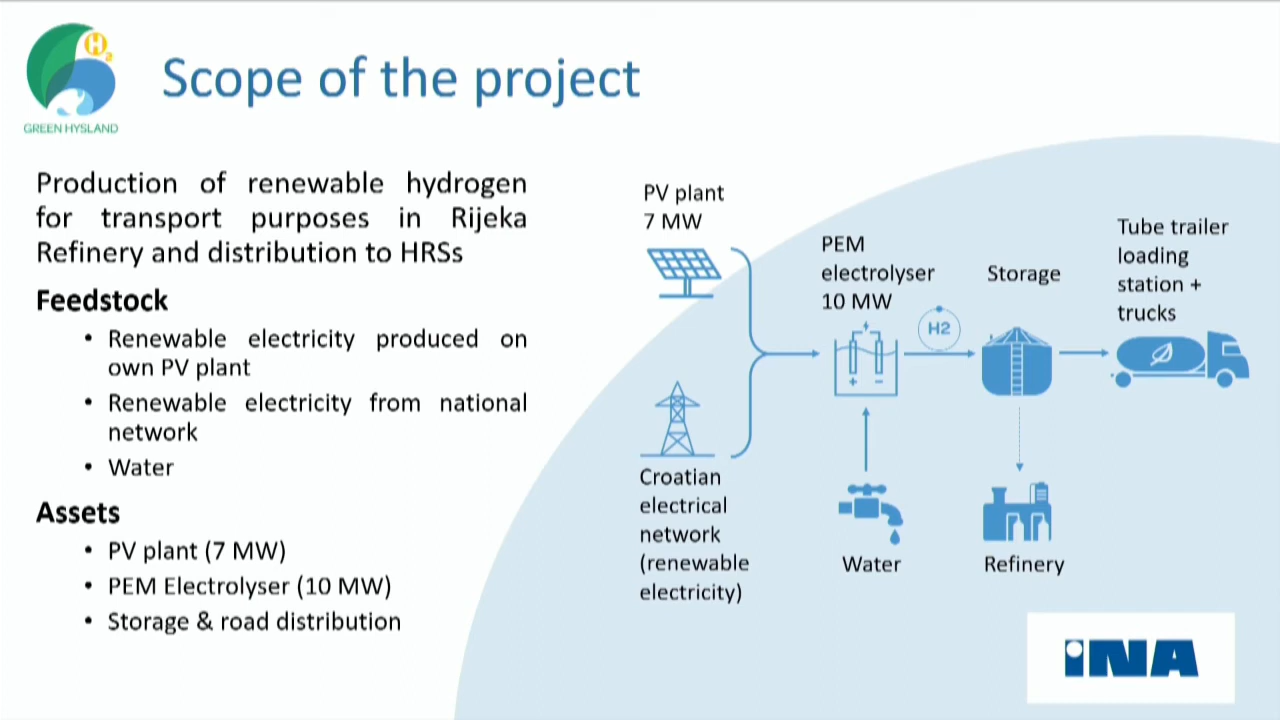 H
2
GREEN HYSLAND
Scope of the project
Production of renewable hydrogen
for transport purposes in Rijeka
Refinery and distribution to HRSs
Feedstock
• Renewable electricity produced on
own PV plant
• Renewable electricity from national
network
• Water
Assets
• PV plant (7 MW)
• PEM Electrolyser (10 MW)
• Storage & road distribution
PV plant
7 MW
PEM
electrolyser
10 MW
H2
Storage
Tube trailer
loading
station +
trucks
+ −
Croatian
electrical
network
(renewable
electricity)
Water
Refinery
INA